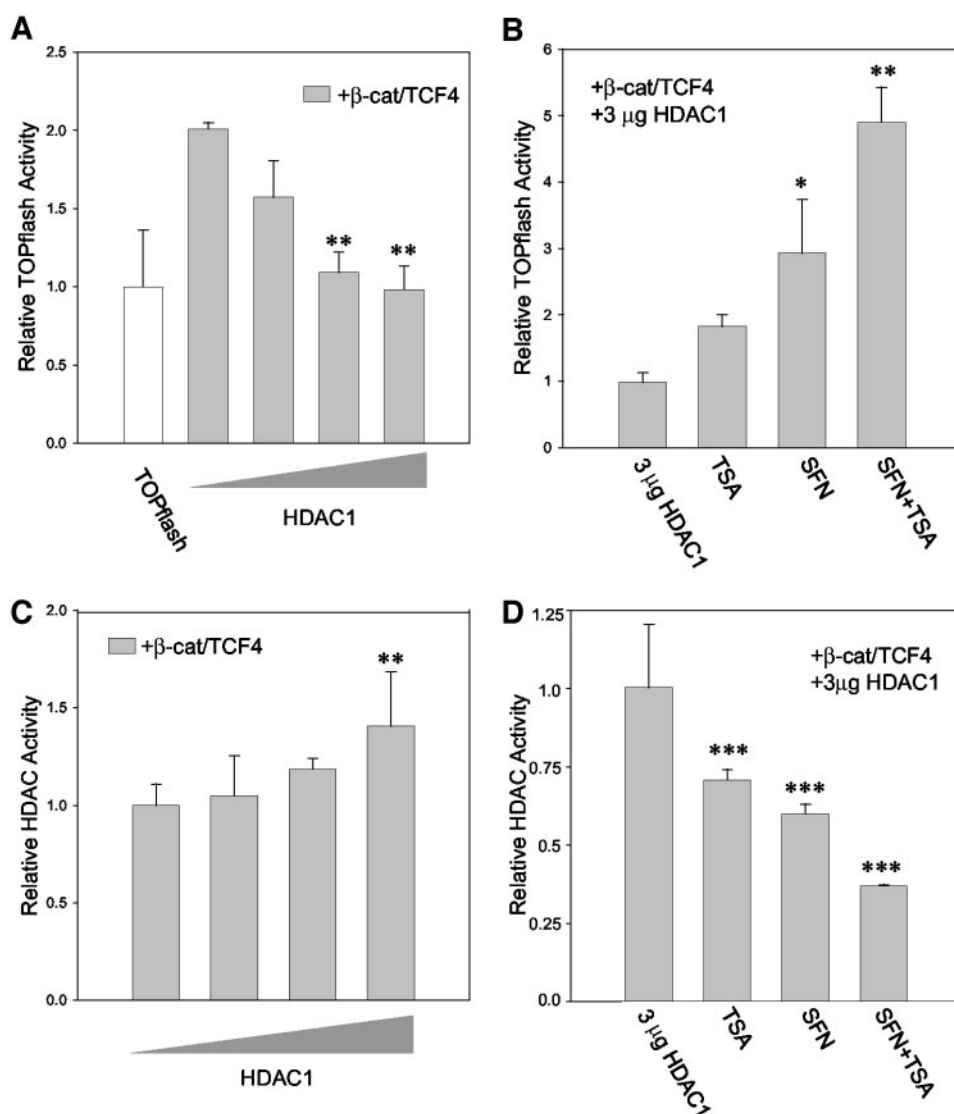 A
Relative TOPflash Activity
2.5
2.0
1.5
1.0
0.5
0.0
+β-cat/TCF4
**
**
TOPflash
HDAC1
B
Relative TOPflash Activity
6
5
4
3
2
1
0
+β-cat/TCF4
+3 μg HDAC1
*
**
3 μg HDAC1
TSA
SFN
SFN+TSA
C
Relative HDAC Activity
2.0
1.5
1.0
0.5
0.0
+β-cat/TCF4
**
HDAC1
D
Relative HDAC Activity
1.25
1.0
0.75
0.5
0.25
0.0
+β-cat/TCF4
+3μg HDAC1
***
***
***
3 μg HDAC1
TSA
SFN
SFN+TSA